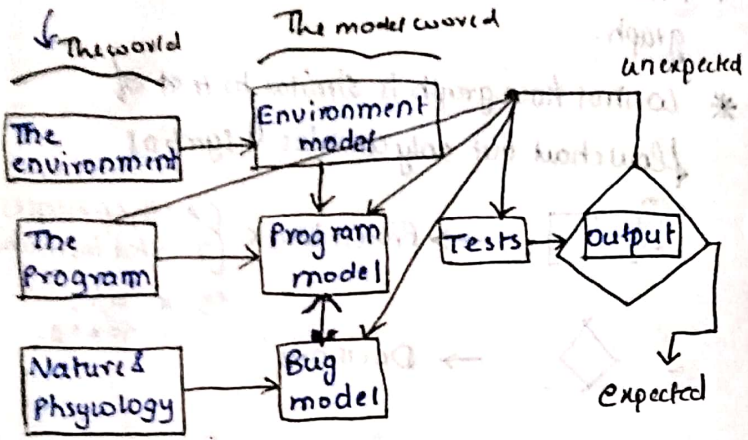 The world
The model world
unexpected
The
environment
Environment
model
The
Program
Program
model
Tests
output
Nature &
Phsywology
Bug
model
expected